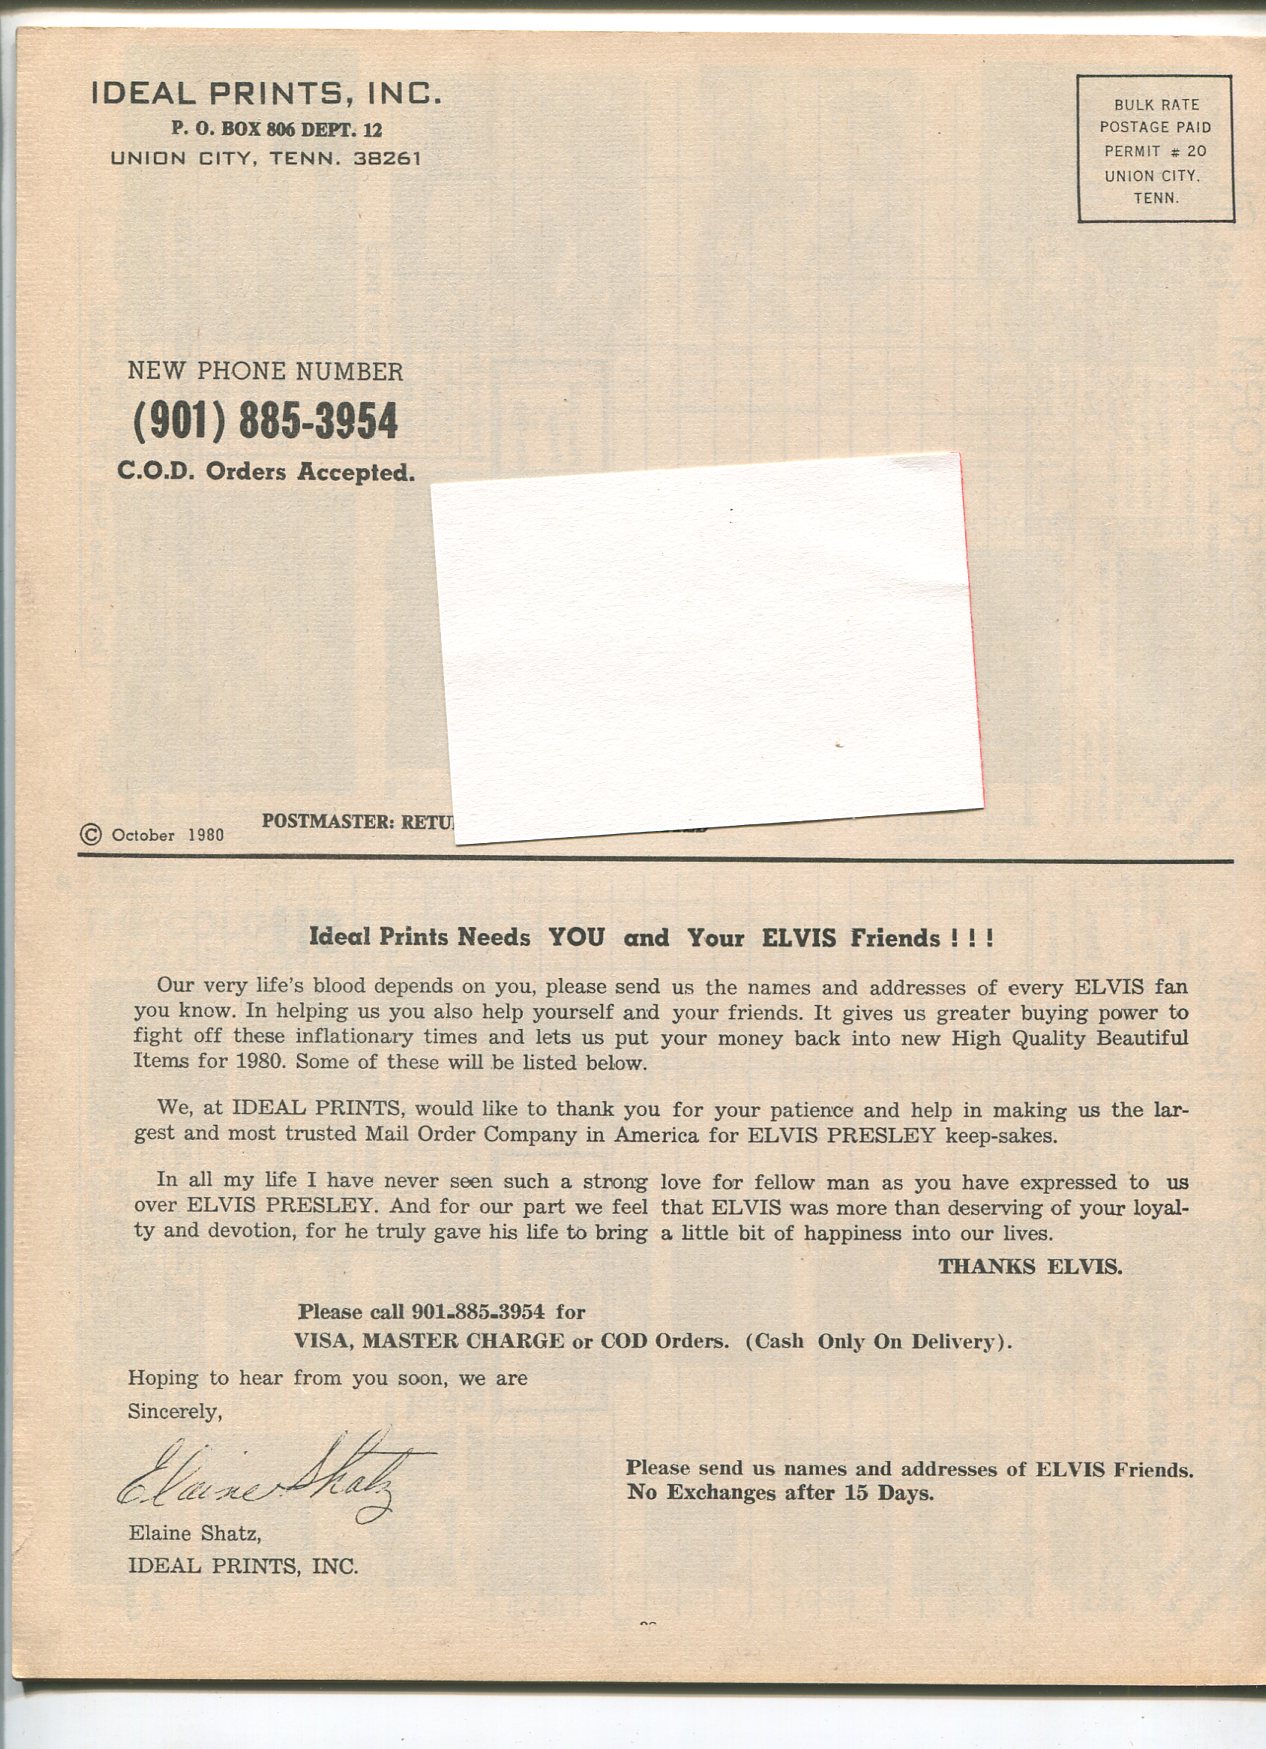 IDEAL PRINTS, INC.
P. O. BOX 806 DEPT. 12
UNION CITY, TENN. 38261
BULK RATE
POSTAGE PAID
PERMIT # 20
UNION CITY,
TENN.
NEW PHONE NUMBER
(901) 885-3954
C.O.D. Orders Accepted.
© October 1980
POSTMASTER:
Ideal Prints Needs YOU and Your ELVIS Friends ! ! !
Our very life's blood depends on you, please send us the names and addresses of every ELVIS fan
you know. In helping us you also help yourself and your friends. It gives us greater buying power to
fight off these inflationary times and lets us put your money back into new High Quality Beautiful
Items for 1980. Some of these will be listed below.
We, at IDEAL PRINTS, would like to thank you for your patience and help in making us the lar-
gest and most trusted Mail Order Company in America for ELVIS PRESLEY keep-sakes.
In all my life I have never seen such a strong love for fellow man as you have expressed to us
over ELVIS PRESLEY. And for our part we feel that ELVIS was more than deserving of your loyal-
ty and devotion, for he truly gave his life to bring a little bit of happiness into our lives.
THANKS ELVIS.
Please call 901-885-3954 for
VISA, MASTER CHARGE or COD Orders. (Cash Only On Delivery).
Hoping to hear from you soon, we are
Sincerely,
Elaine Shatz
Please send us names and addresses of ELVIS Friends.
No Exchanges after 15 Days.
Elaine Shatz,
IDEAL PRINTS, INC.